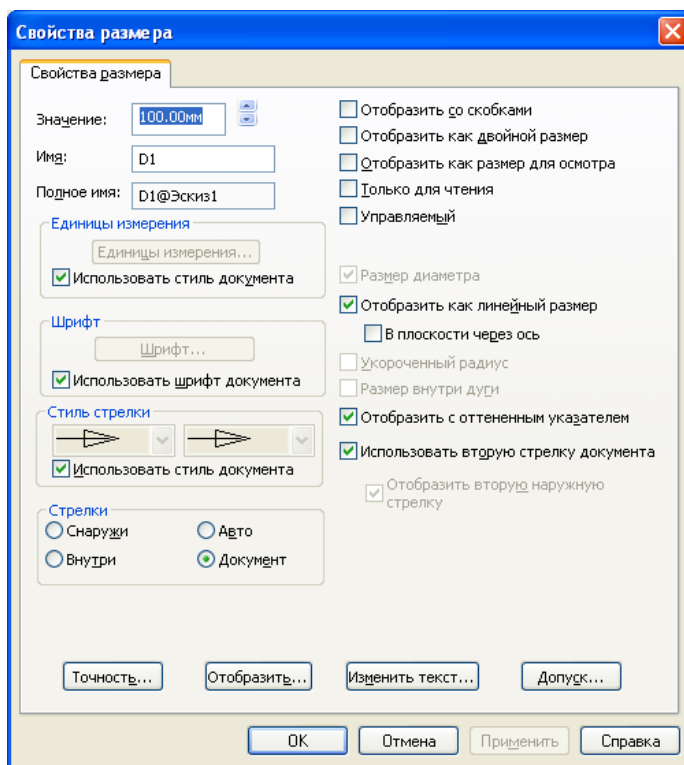 Свойства размера
Свойства размера
Значение: 100.00мм
Имя: D1
Полное имя: D1@Эскиз1
Единицы измерения
Единицы измерения...
Использовать стиль документа
Шрифт
Шрифт...
Использовать шрифт документа
Стиль стрелки
Использовать стиль документа
Стрелки
Снаружи Авто
Внутри Документ
Отобразить со скобками
Отобразить как двойной размер
Отобразить как размер для осмотра
Только для чтения
Управляемый
Размер диаметра
Отобразить как линейный размер
В плоскости через ось
Укороченный радиус
Размер внутри дуги
Отобразить с оттененным указателем
Использовать вторую стрелку документа
Отобразить вторую наружную
стрелку
Точность... Отобразить... Изменить текст... Допуск...
OK Отмена Применить Справка